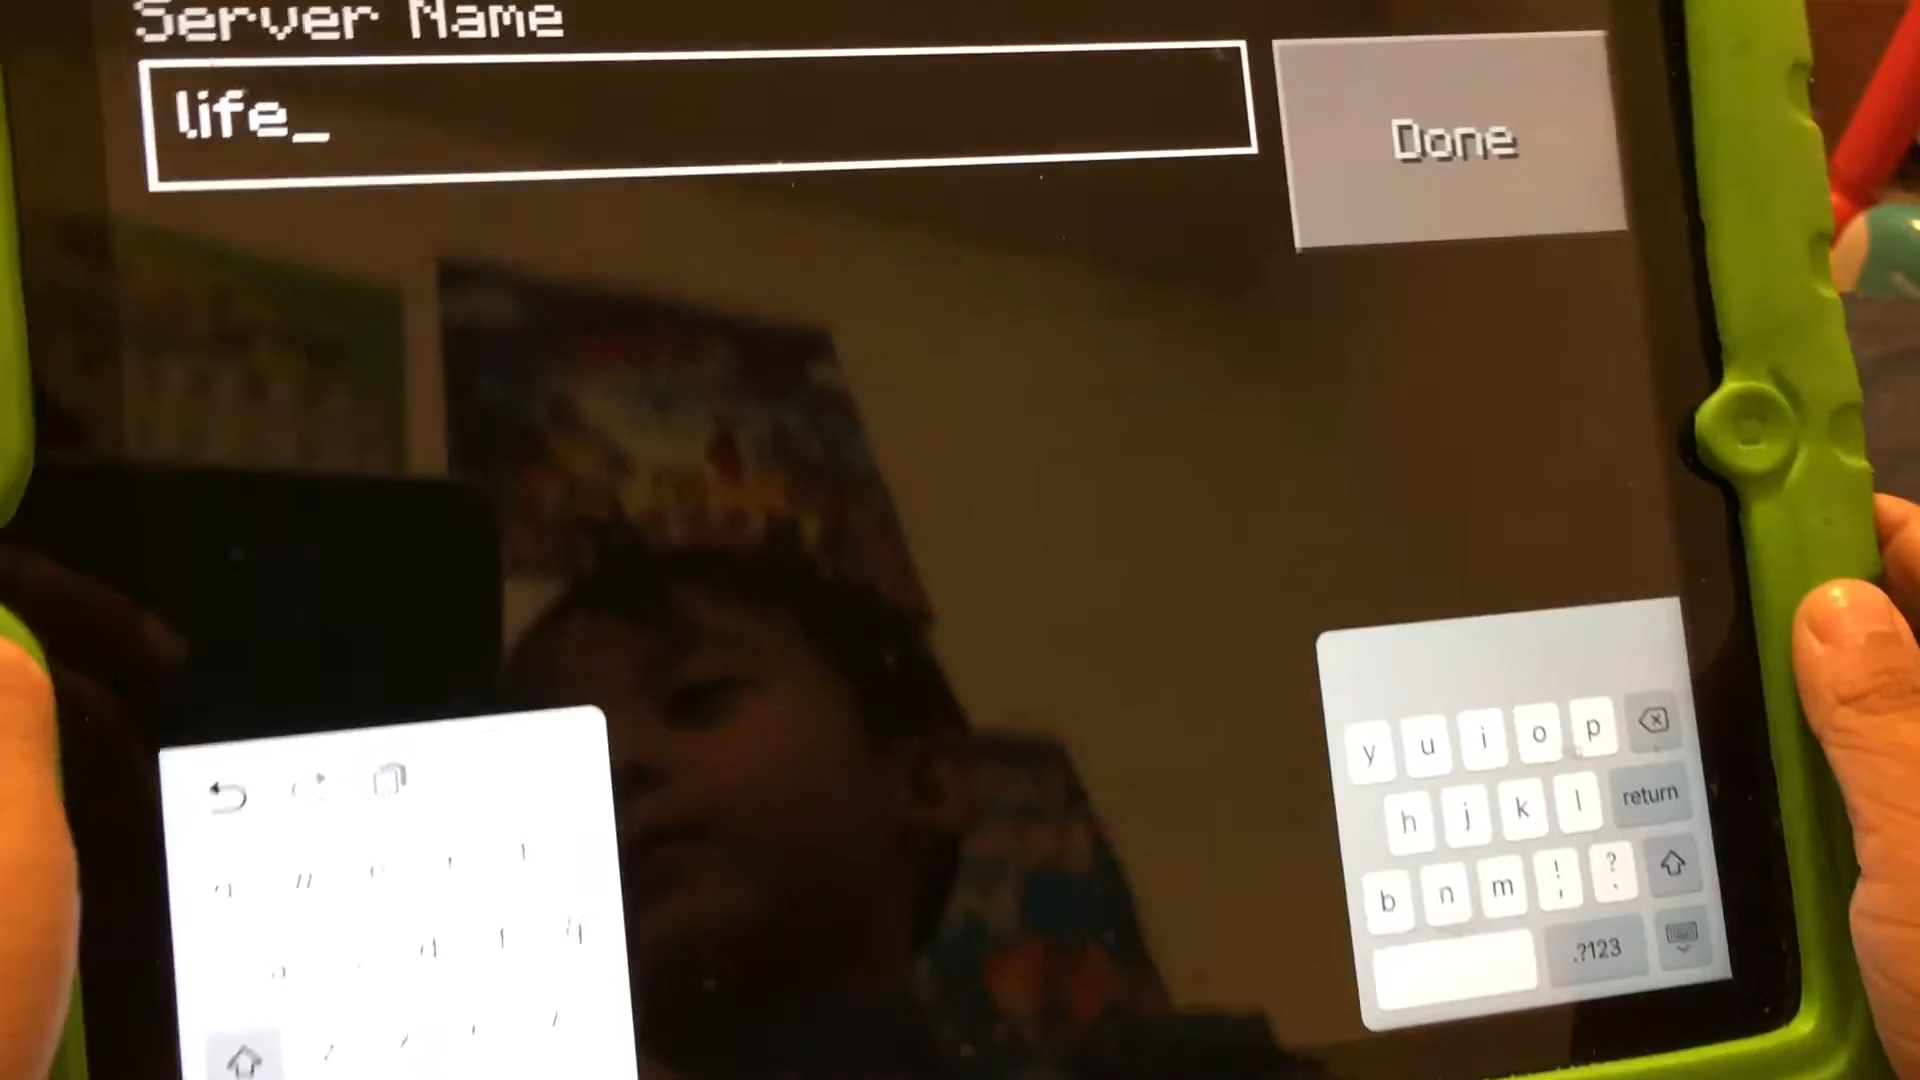 Server Name
life_
Done
y u i o p
h j k l return
b n m ! , ? .
.?123